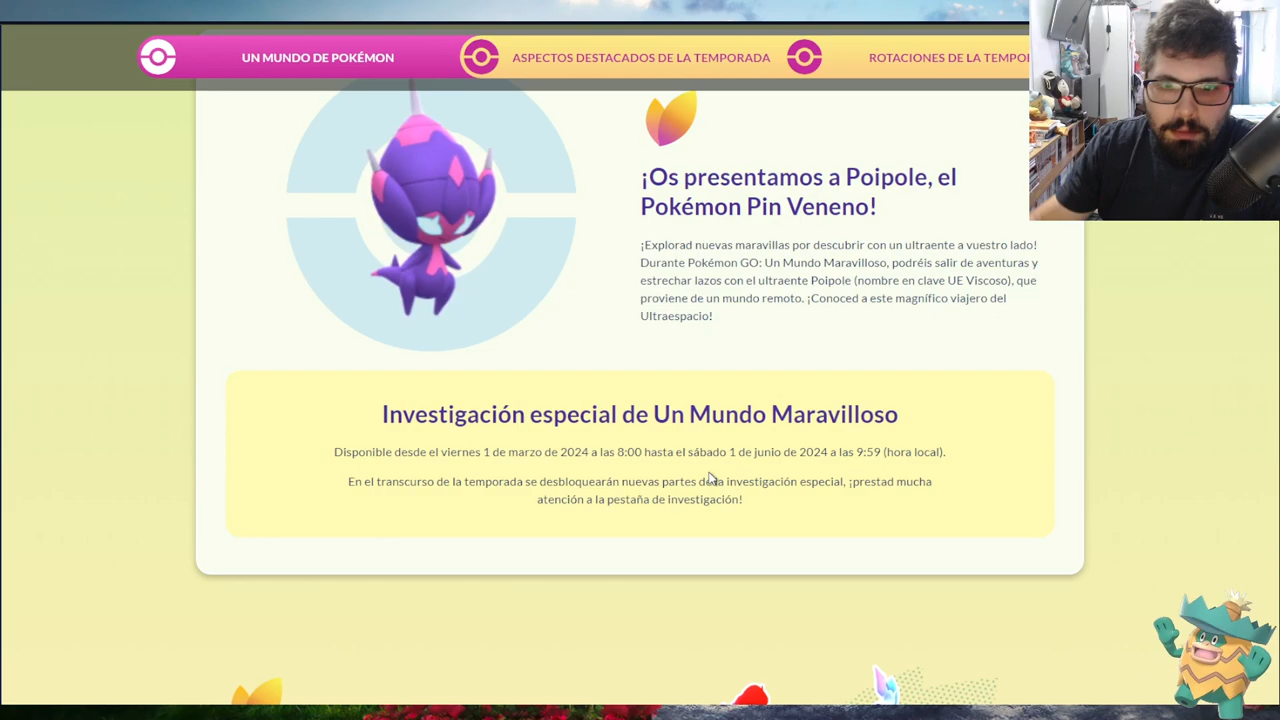 UN MUNDO DE POKÉMON
ASPECTOS DESTACADOS DE LA TEMPORADA
ROTACIONES DE LA
¡Os presentamos a Poipole, el
Pokémon Pin Veneno!
¡Explorad nuevas maravillas por descubrir con un ultraente a vuestro lado!
Durante Pokémon GO: Un Mundo Maravilloso, podréis salir de aventuras y
estrechar lazos con el ultraente Poipole (nombre en clave UE Viscoso), que
proviene de un mundo remoto. ¡Conoced a este magnífico viajero del
Ultraespacio!
Investigación especial de Un Mundo Maravilloso
Disponible desde el viernes 1 de marzo de 2024 a las 8:00 hasta el sábado 1 de junio de 2024 a las 9:59 (hora local).
En el transcurso de la temporada se desbloquearán nuevas partes de la investigación especial, ¡prestad mucha
atención a la pestaña de investigación!